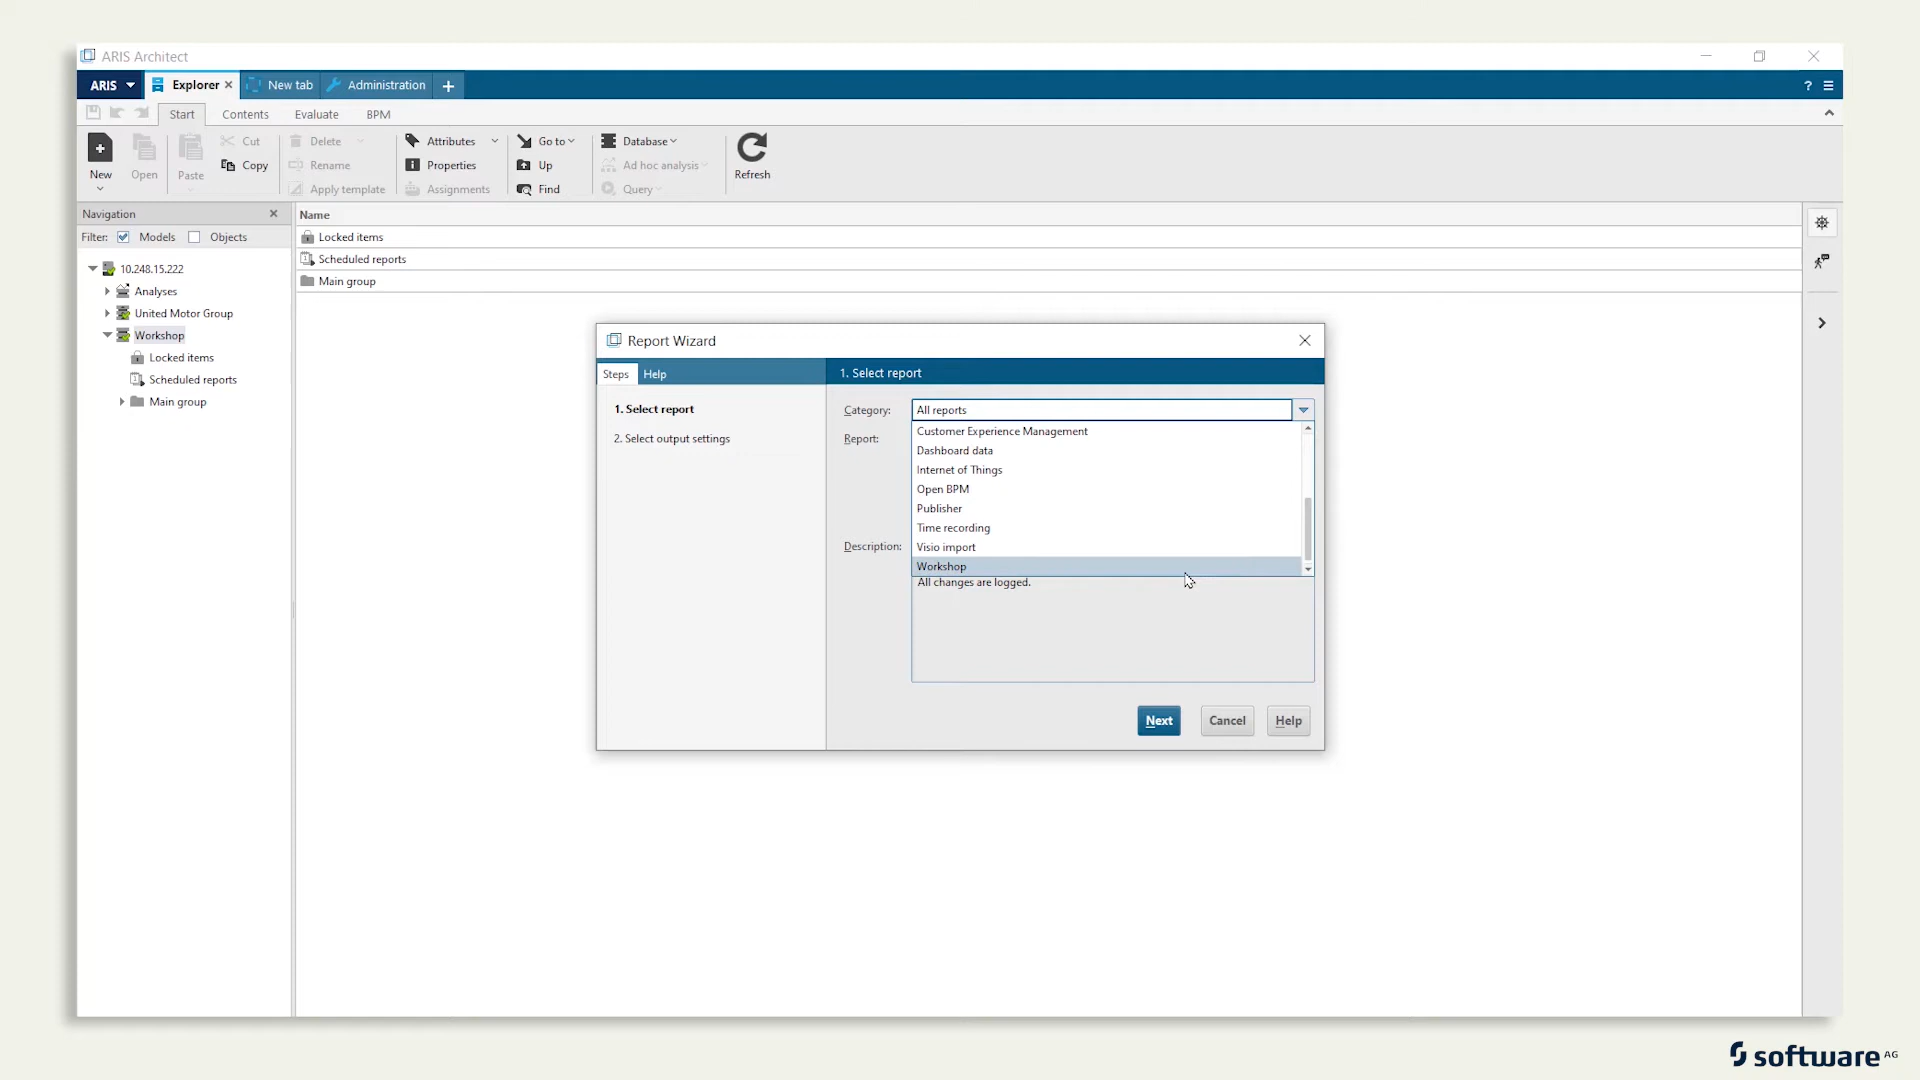 ARIS Architect
ARIS Explorer New tab Administration ?
Start Contents Evaluate BPM
New Open Paste Cut Copy Delete Rename Apply template Attributes Properties Assignments Go to Up Find Database Ad hoc analysis Query Refresh
Navigation
Filter: Models Objects
10.248.15.222
Analyses
United Motor Group
Workshop
Locked items
Scheduled reports
Main group
Name
Locked items
Scheduled reports
Main group
Report Wizard
Steps Help
1. Select report
2. Select output settings
1. Select report
Category: All reports
Report:
Customer Experience Management
Dashboard data
Internet of Things
Open BPM
Publisher
Time recording
Visio import
Workshop
Description:
All changes are logged.
Next Cancel Help
software AG